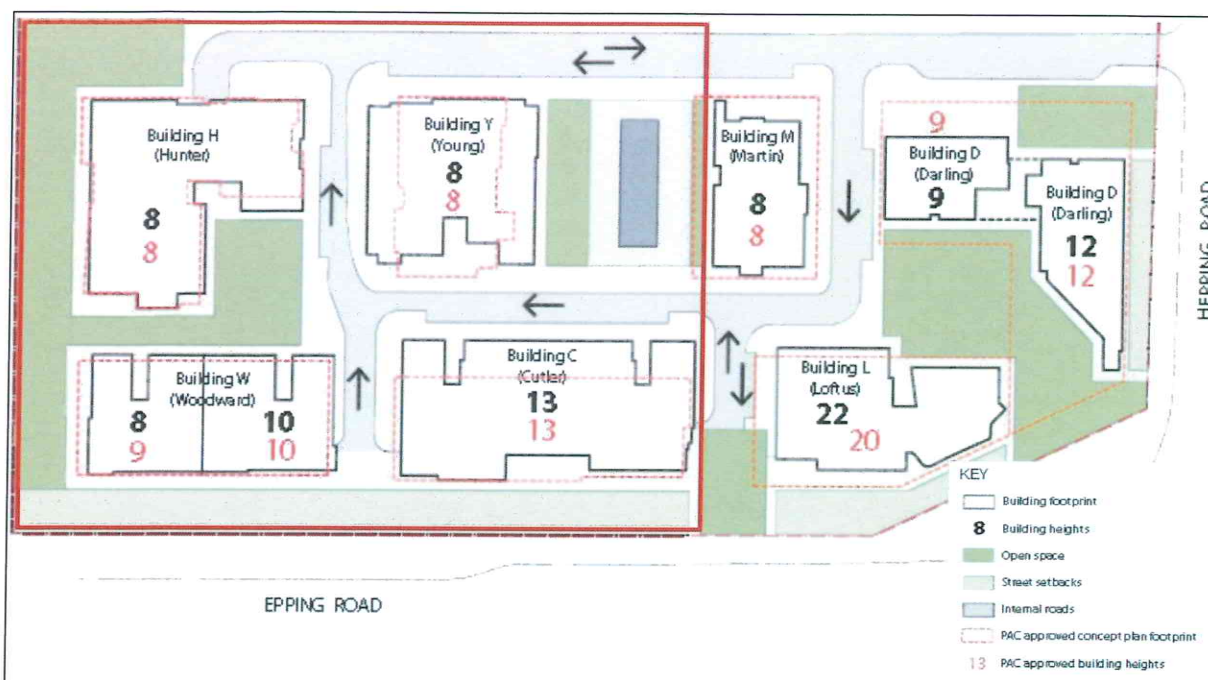 Building H
(Hunter)
8
8
Building Y
(Young)
8
8
Building M
(Martin)
8
8
9
Building D
(Darling)
9
Building D
(Darling)
12
12
HERRING ROAD
Building W
(Woodward)
8
9
10
10
Building C
(Cutler)
13
13
Building L
(Loftus)
22
20
EPPING ROAD
KEY
Building footprint
8 Building heights
Open space
Street setbacks
Internal roads
PAC approved concept plan footprint
13 PAC approved building heights